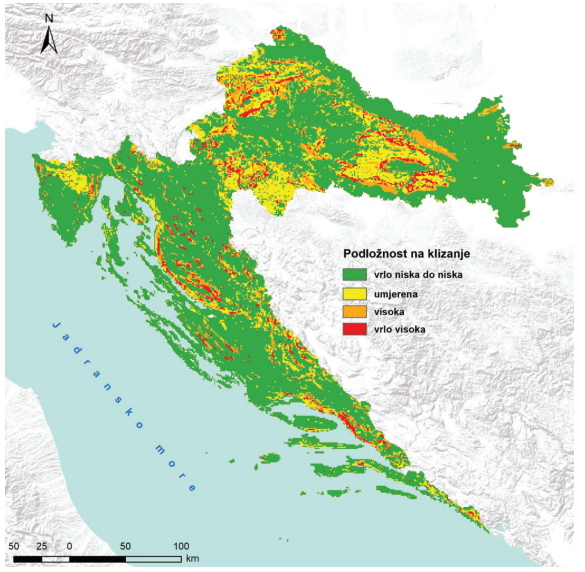 N
Podložnost na klizanje
vrlo niska do niska
umjerena
visoka
vrlo visoka
Jadransko more
50 25 0 50 100
km